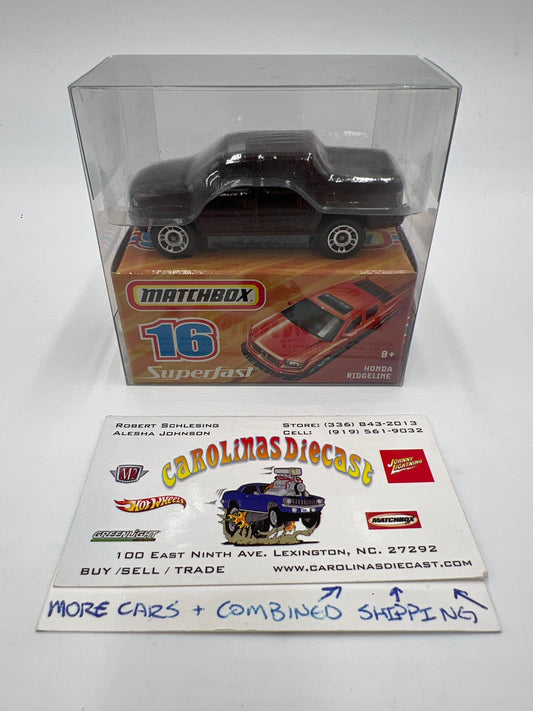 MATCHBOX
16
Superfast
8+
HONDA
RIDGELINE
ROBERT SCHLESING
ALESHA JOHNSON
STORE: (336) 843-2013
CELL: (919) 561-9032
CAROLINAS DIECAST
M2
JOHNNY LIGHTNING
HOT WHEELS
MATCHBOX
GREENLIGHT
100 EAST NINTH AVE. LEXINGTON, NC. 27292
BUY /SELL / TRADE
WWW.CAROLINASDIECAST.COM
MORE CARS + COMBINED SHIPPING